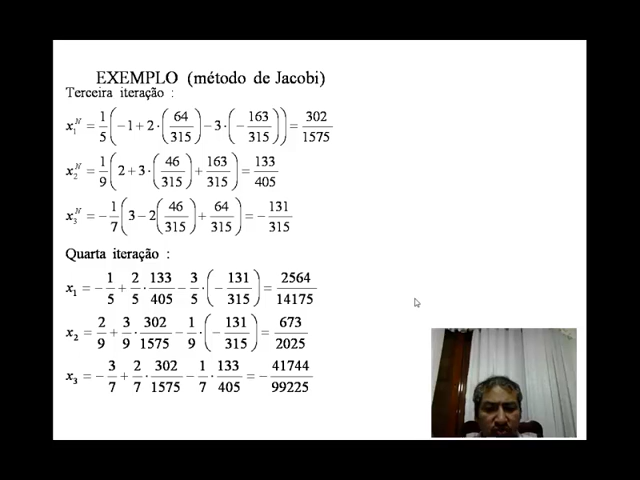 EXEMPLO (método de Jacobi)
Terceira iteração :
x₁ᴺ = 1/5 (−1 + 2 · (64/315) − 3 · (−163/315)) = 302/1575
x₂ᴺ = 1/9 (2 + 3 · (46/315) + 163/315) = 133/405
x₃ᴺ = −1/7 (3 − 2(46/315) + 64/315) = −131/315
Quarta iteração :
x₁ = −1/5 + 2/5 · 133/405 − 3/5 · (−131/315) = 2564/14175
x₂ = 2/9 + 3/9 · 302/1575 − 1/9 · (−131/315) = 673/2025
x₃ = −3/7 + 2/7 · 302/1575 − 1/7 · 133/405 = −41744/99225